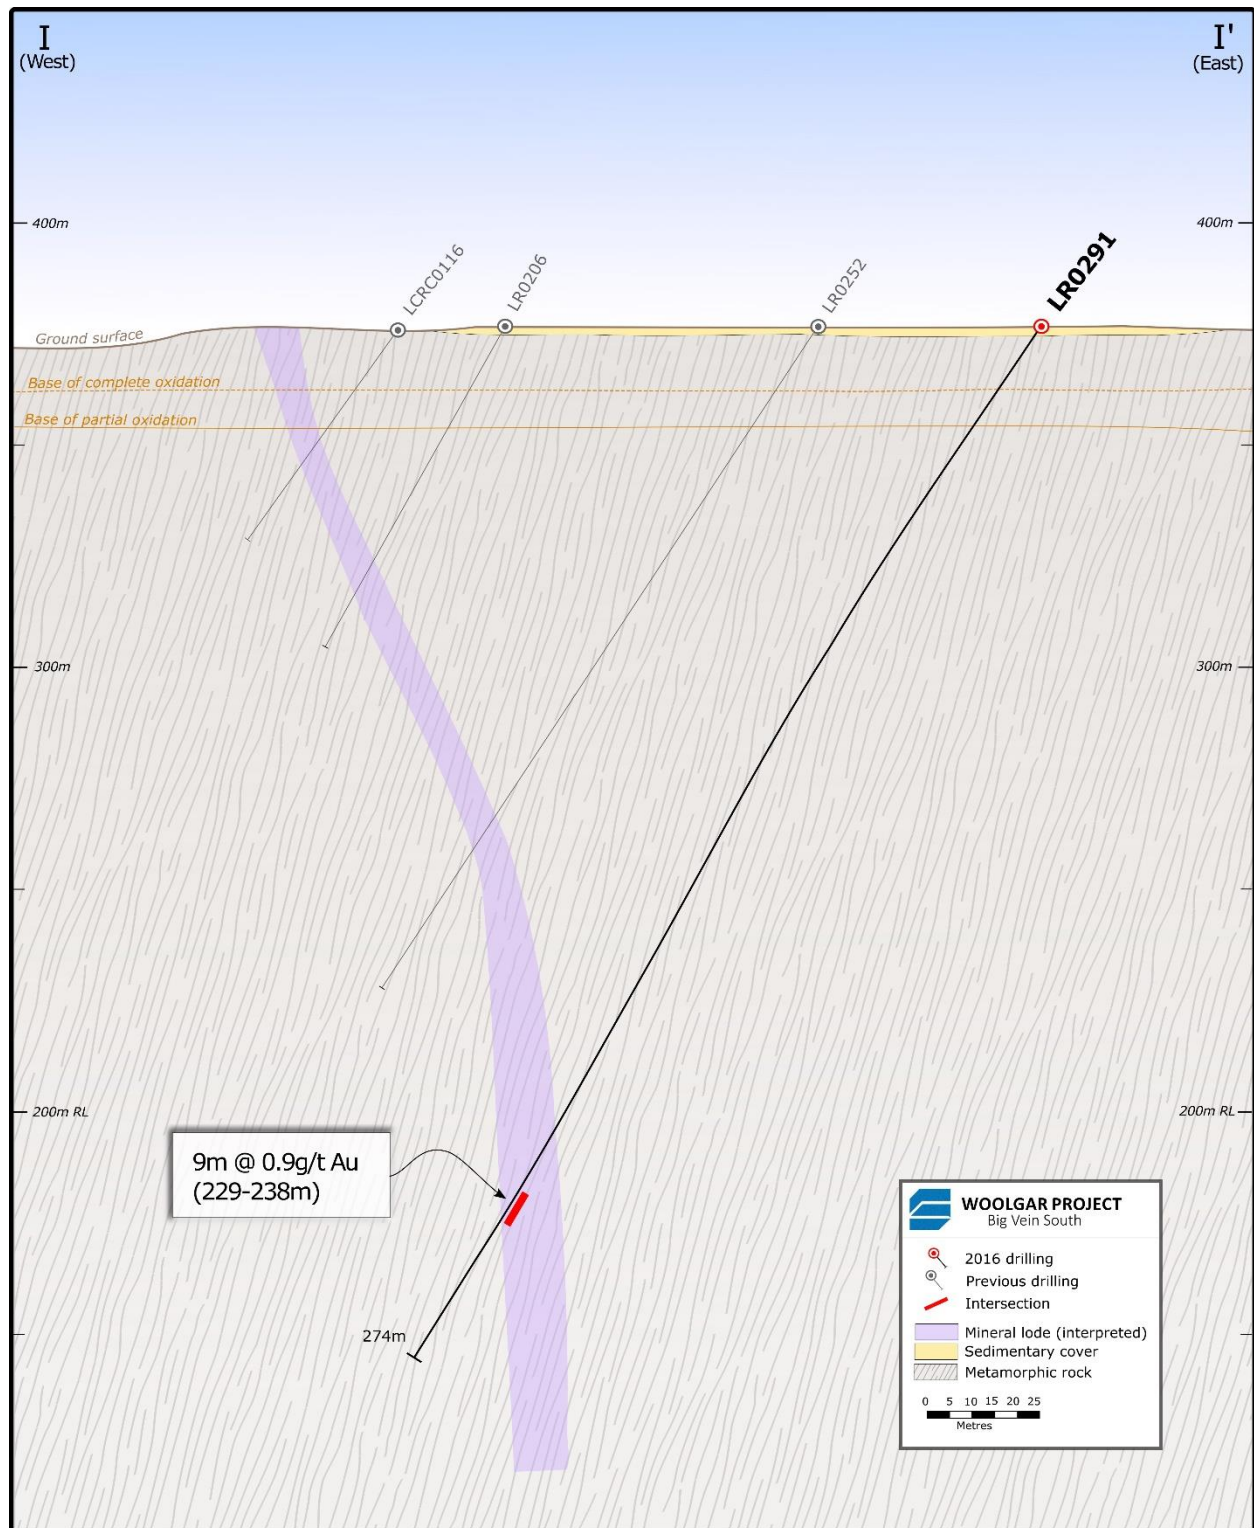 I
(West)
I'
(East)
400m
400m
LCRC0116
LR0206
LR0252
LR0291
Ground surface
Base of complete oxidation
Base of partial oxidation
300m
300m
200m RL
200m RL
9m @ 0.9g/t Au
(229-238m)
274m
WOOLGAR PROJECT
Big Vein South
2016 drilling
Previous drilling
Intersection
Mineral lode (interpreted)
Sedimentary cover
Metamorphic rock
0 5 10 15 20 25
Metres